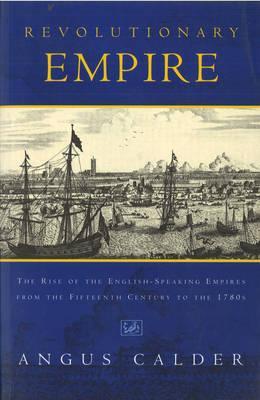 REVOLUTIONARY
EMPIRE
THE RISE OF THE ENGLISH-SPEAKING EMPIRES
FROM THE FIFTEENTH CENTURY TO THE 1780S
ANGUS CALDER